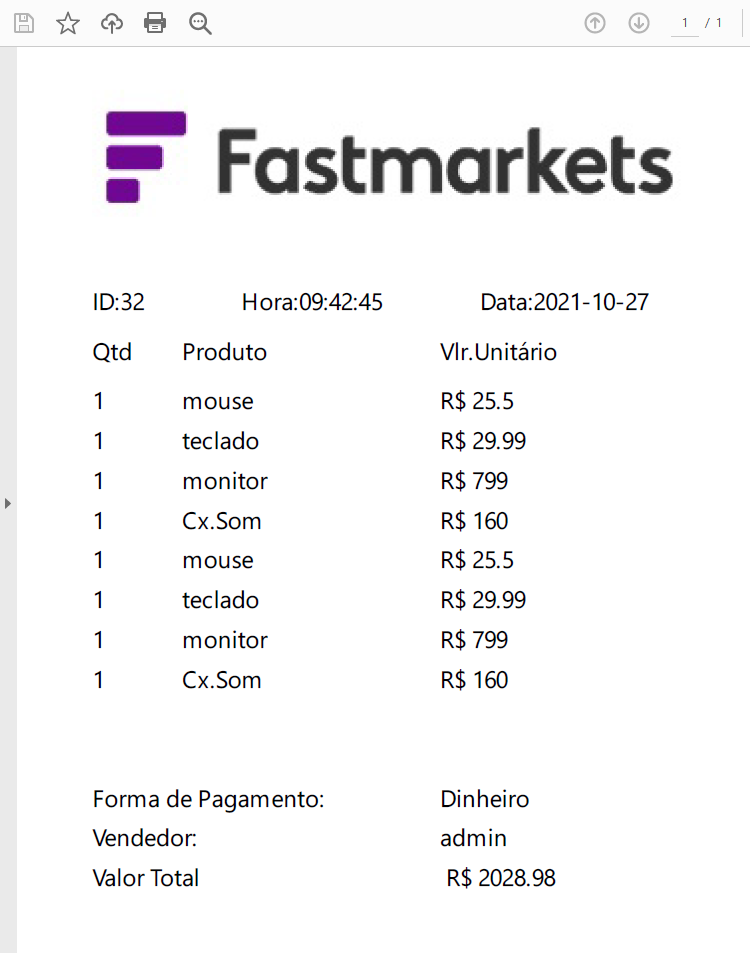 1 / 1
Fastmarkets
ID:32 Hora:09:42:45 Data:2021-10-27
Qtd Produto Vlr.Unitário
1 mouse R$ 25.5
1 teclado R$ 29.99
1 monitor R$ 799
1 Cx.Som R$ 160
1 mouse R$ 25.5
1 teclado R$ 29.99
1 monitor R$ 799
1 Cx.Som R$ 160
Forma de Pagamento: Dinheiro
Vendedor: admin
Valor Total R$ 2028.98